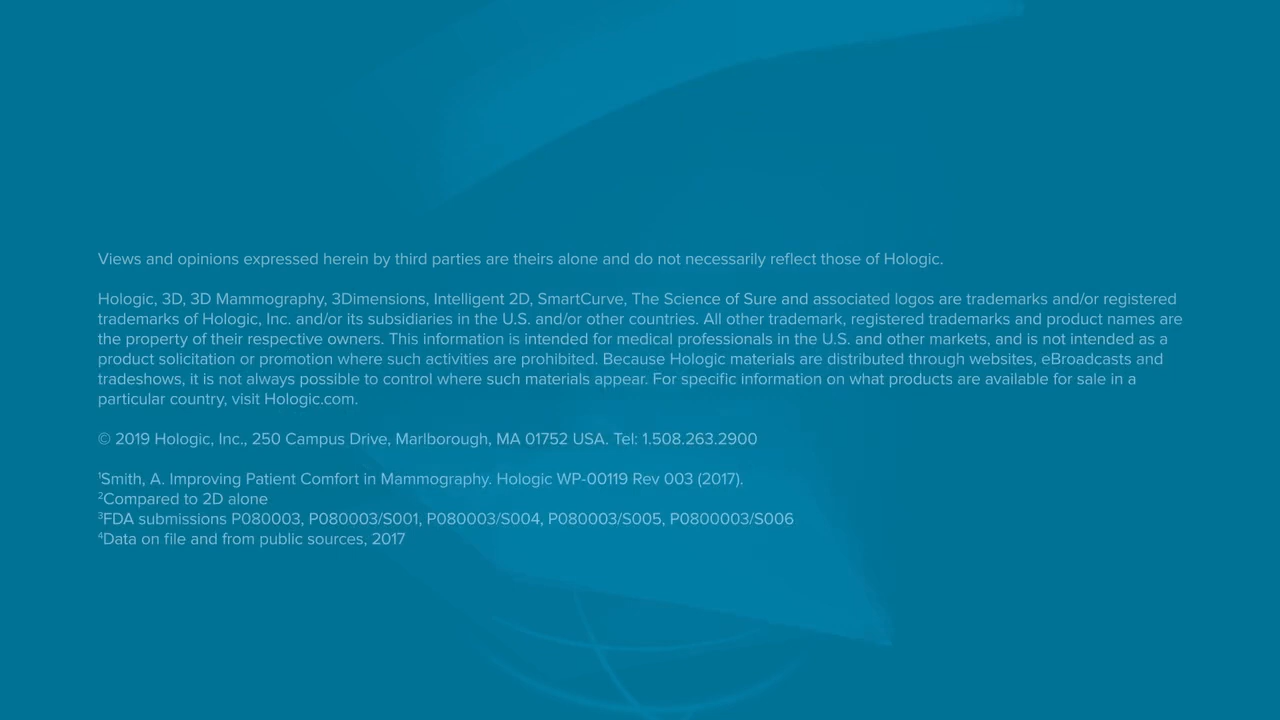 Views and opinions expressed herein by third parties are theirs alone and do not necessarily reflect those of Hologic.
Hologic, 3D, 3D Mammography, 3Dimensions, Intelligent 2D, SmartCurve, The Science of Sure and associated logos are trademarks and/or registered
trademarks of Hologic, Inc. and/or its subsidiaries in the U.S. and/or other countries. All other trademark, registered trademarks and product names are
the property of their respective owners. This information is intended for medical professionals in the U.S. and other markets, and is not intended as a
product solicitation or promotion where such activities are prohibited. Because Hologic materials are distributed through websites, eBroadcasts and
tradeshows, it is not always possible to control where such materials appear. For specific information on what products are available for sale in a
particular country, visit Hologic.com.
© 2019 Hologic, Inc., 250 Campus Drive, Marlborough, MA 01752 USA. Tel: 1.508.263.2900
¹Smith, A. Improving Patient Comfort in Mammography. Hologic WP-00119 Rev 003 (2017).
²Compared to 2D alone
³FDA submissions P080003, P080003/S001, P080003/S004, P080003/S005, P0800003/S006
⁴Data on file and from public sources, 2017